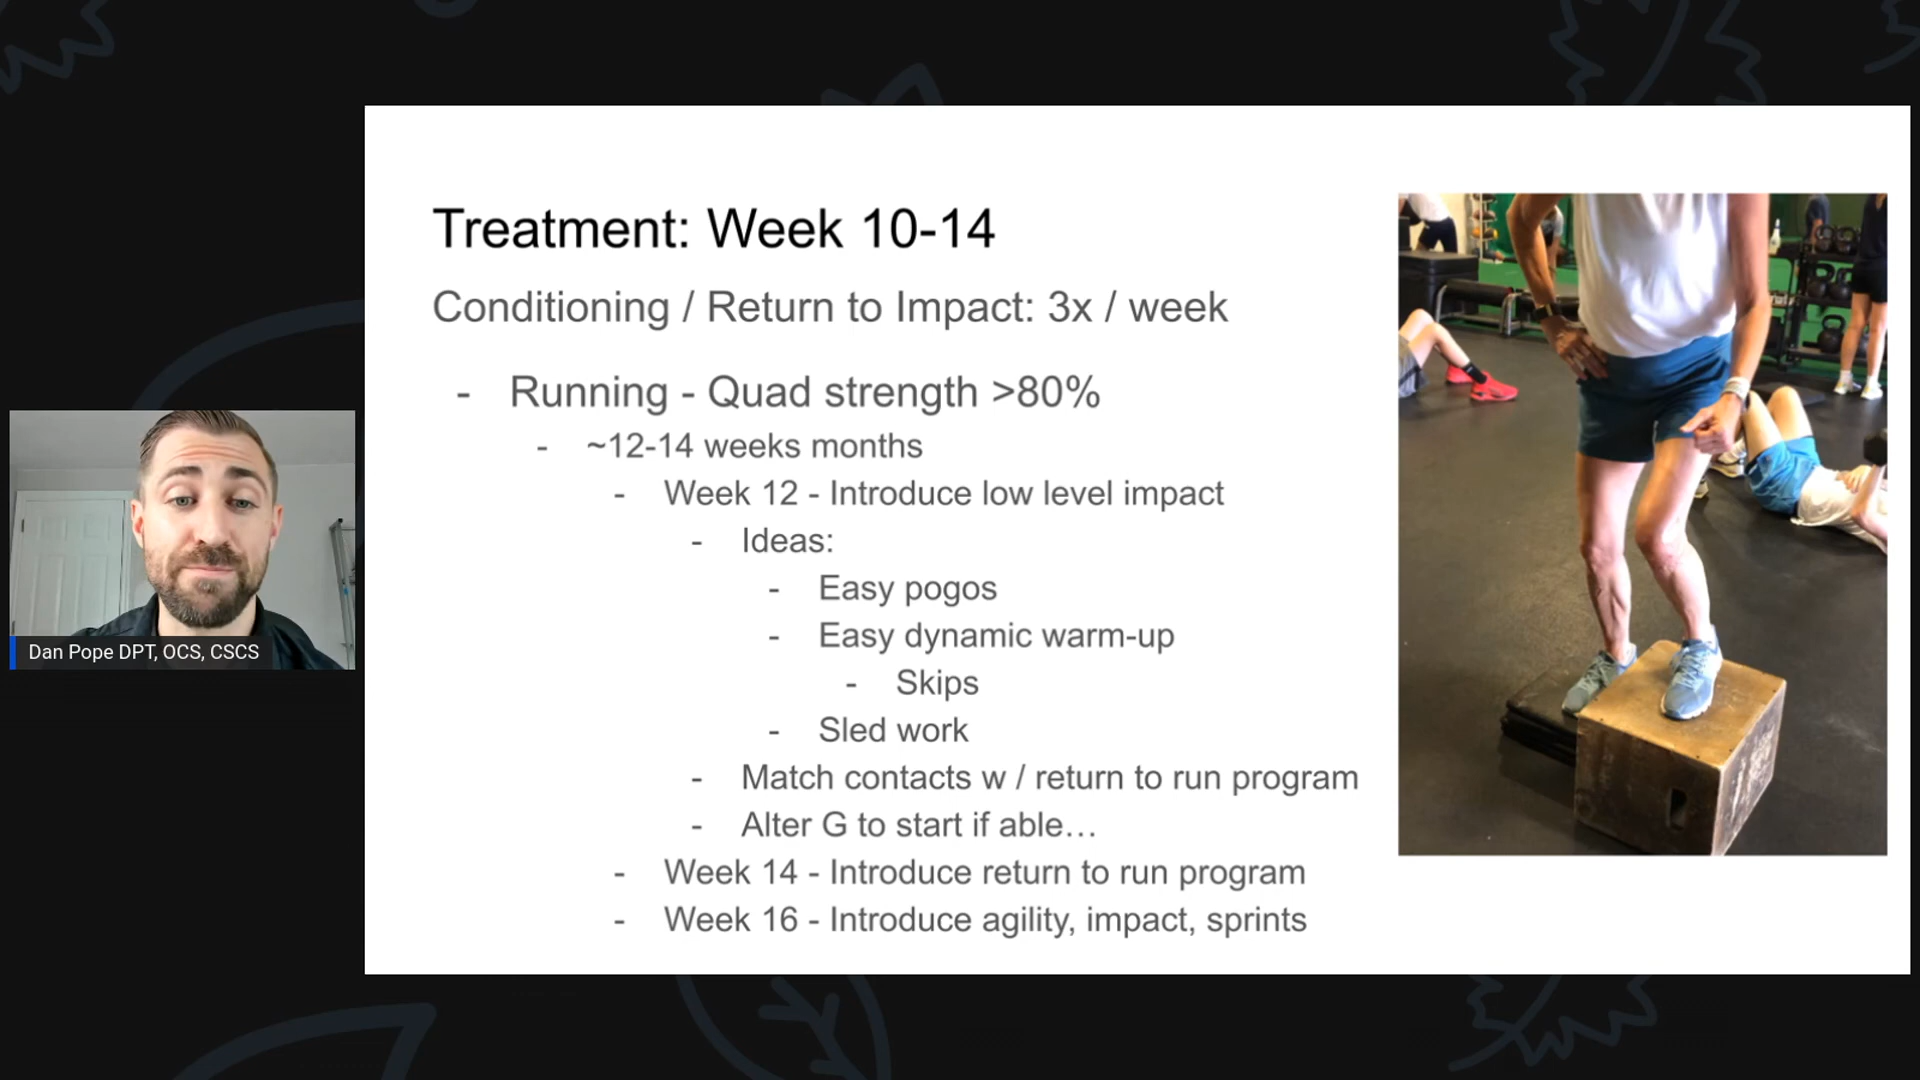 Treatment: Week 10-14
Conditioning / Return to Impact: 3x / week
- Running - Quad strength >80%
- ~12-14 weeks months
- Week 12 - Introduce low level impact
- Ideas:
- Easy pogos
- Easy dynamic warm-up
- Skips
- Sled work
- Match contacts w / return to run program
- Alter G to start if able…
- Week 14 - Introduce return to run program
- Week 16 - Introduce agility, impact, sprints
Dan Pope DPT, OCS, CSCS